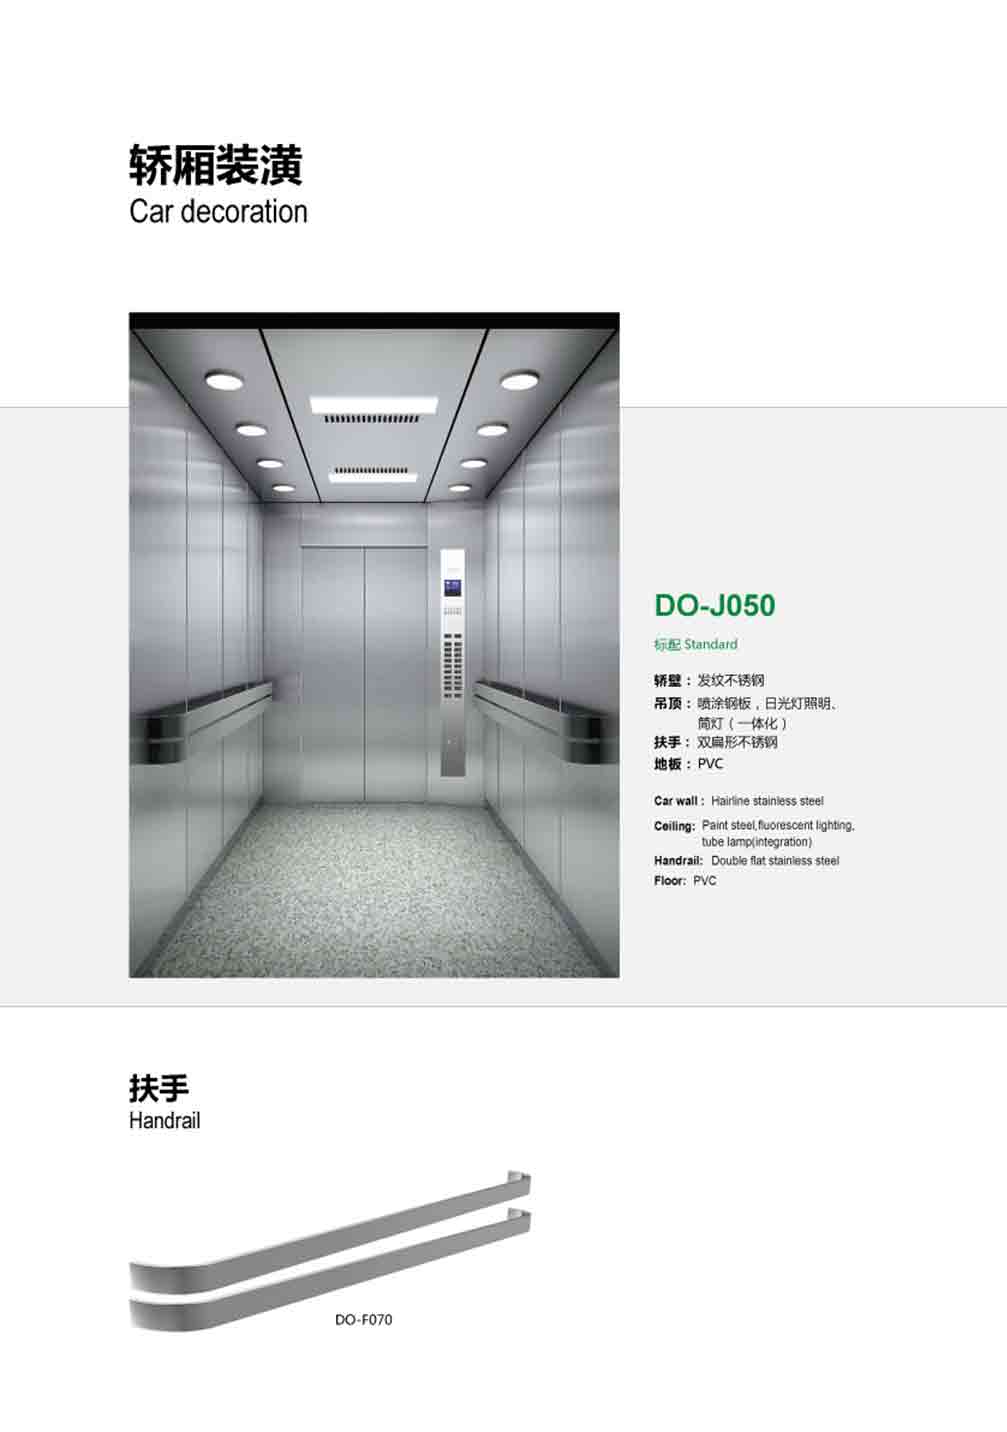 轿厢装潢
Car decoration
DO-J050
标配 Standard
轿壁：发纹不锈钢
吊顶：喷涂钢板，日光灯照明、
筒灯（一体化）
扶手：双扁形不锈钢
地板：PVC
Car wall : Hairline stainless steel
Ceiling: Paint steel,fluorescent lighting,
tube lamp(integration)
Handrail: Double flat stainless steel
Floor: PVC
扶手
Handrail
DO-F070